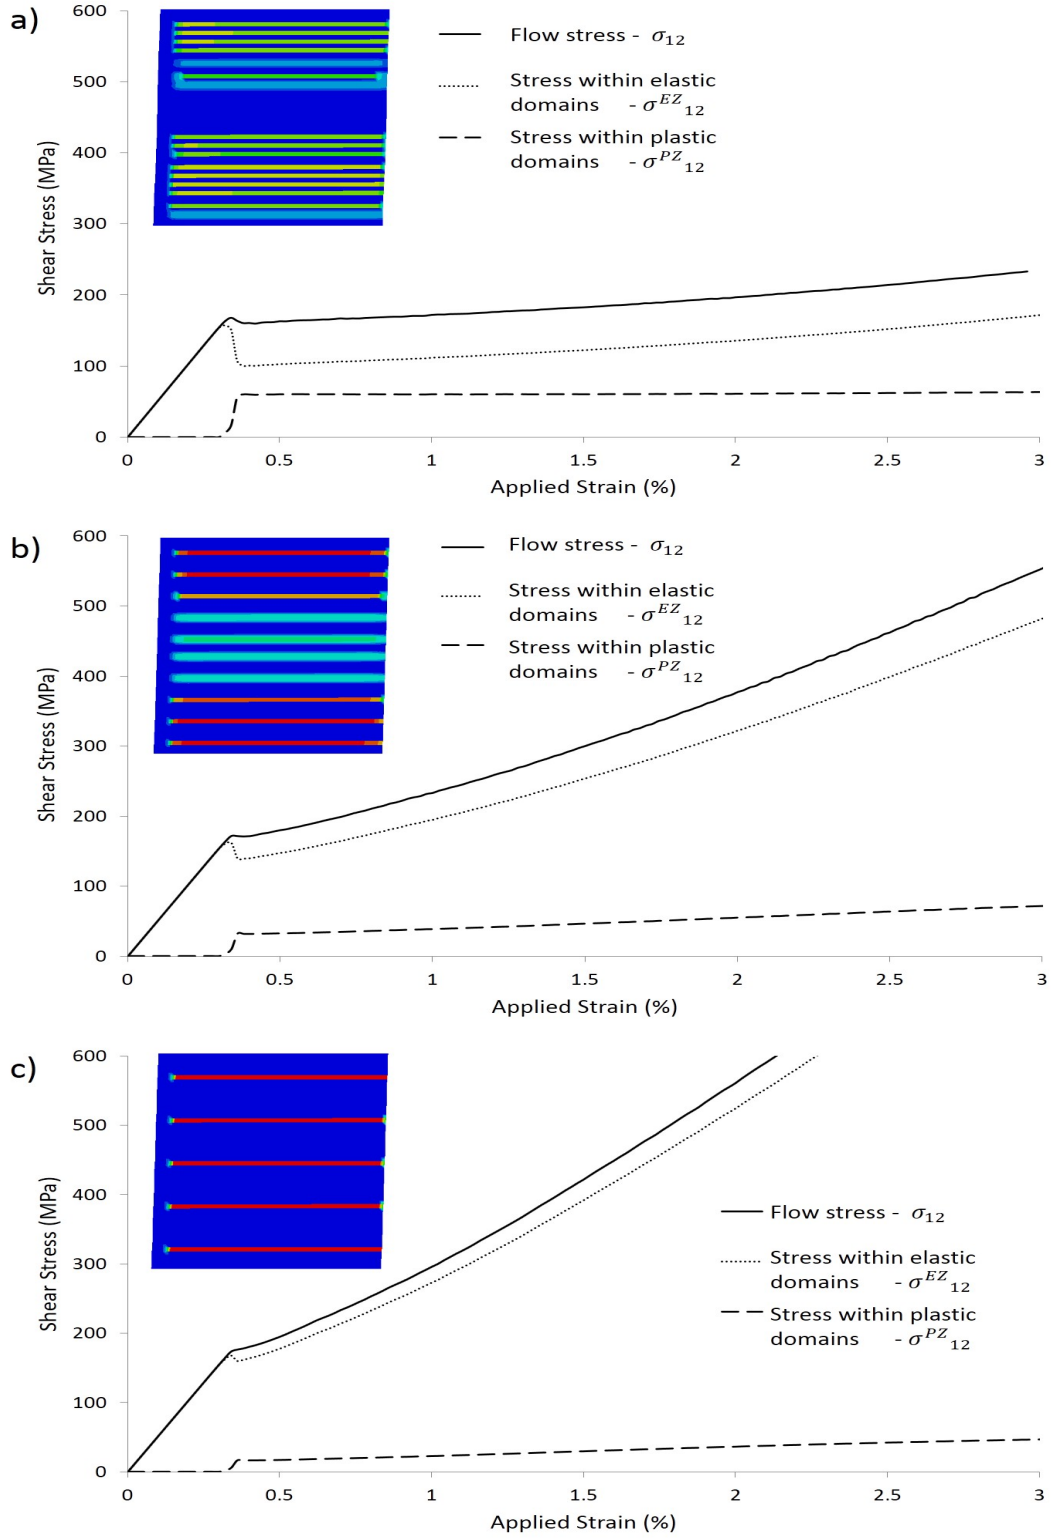 a)
600
500
400
300
200
100
0
Shear Stress (MPa)
Flow stress - σ₁₂
Stress within elastic
domains - σᴱᶻ₁₂
Stress within plastic
domains - σᴾᶻ₁₂
0 0.5 1 1.5 2 2.5 3
Applied Strain (%)
b)
600
500
400
300
200
100
0
Shear Stress (MPa)
Flow stress - σ₁₂
Stress within elastic
domains - σᴱᶻ₁₂
Stress within plastic
domains - σᴾᶻ₁₂
0 0.5 1 1.5 2 2.5 3
Applied Strain (%)
c)
600
500
400
300
200
100
0
Shear Stress (MPa)
Flow stress - σ₁₂
Stress within elastic
domains - σᴱᶻ₁₂
Stress within plastic
domains - σᴾᶻ₁₂
0 0.5 1 1.5 2 2.5 3
Applied Strain (%)